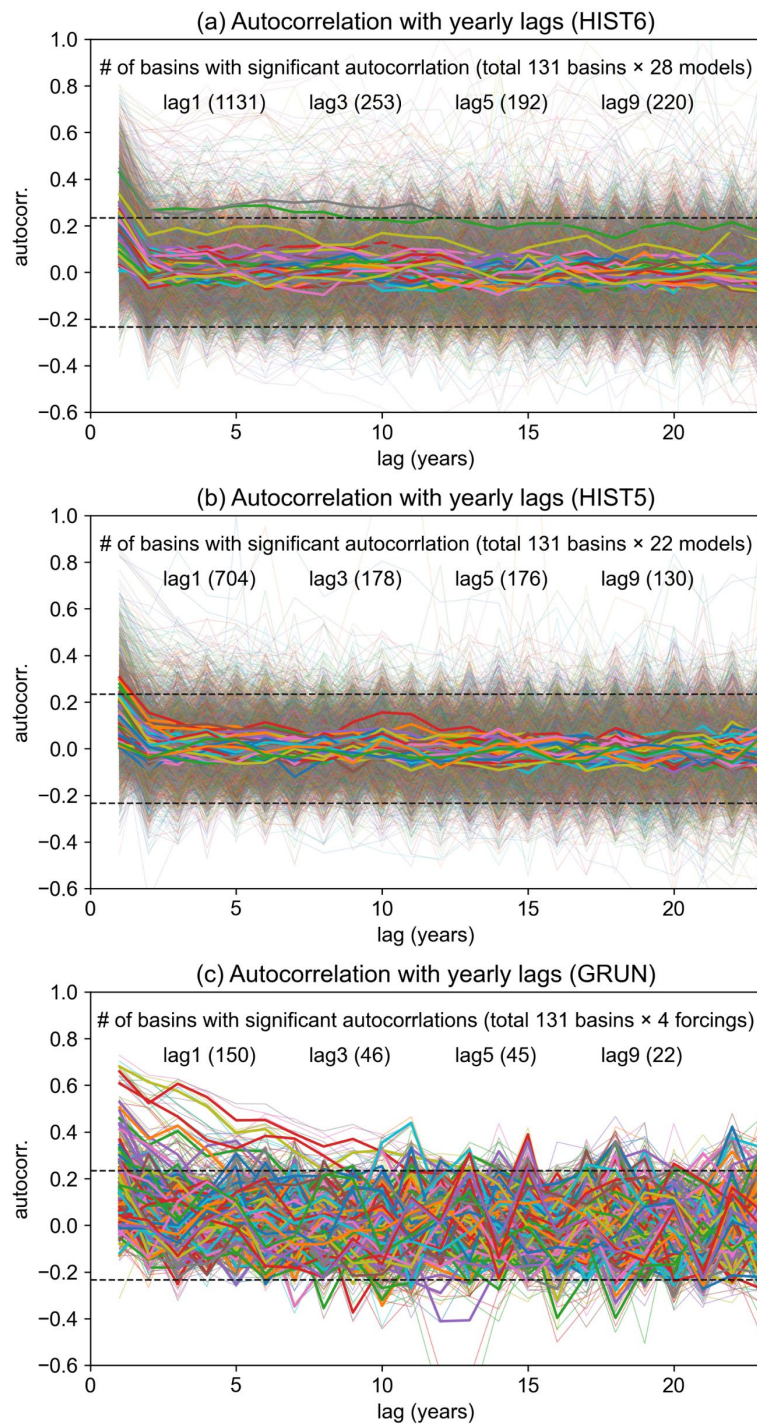 (a) Autocorrelation with yearly lags (HIST6)
1.0
# of basins with significant autocorrlation (total 131 basins × 28 models)
0.8
lag1 (1131) lag3 (253) lag5 (192) lag9 (220)
0.6
0.4
autocorr.
0.2
0.0
−0.2
−0.4
−0.6
0 5 10 15 20
lag (years)
(b) Autocorrelation with yearly lags (HIST5)
1.0
# of basins with significant autocorrlation (total 131 basins × 22 models)
0.8
lag1 (704) lag3 (178) lag5 (176) lag9 (130)
0.6
0.4
autocorr.
0.2
0.0
−0.2
−0.4
−0.6
0 5 10 15 20
lag (years)
(c) Autocorrelation with yearly lags (GRUN)
1.0
# of basins with significant autocorrlations (total 131 basins × 4 forcings)
0.8
lag1 (150) lag3 (46) lag5 (45) lag9 (22)
0.6
0.4
autocorr.
0.2
0.0
−0.2
−0.4
−0.6
0 5 10 15 20
lag (years)